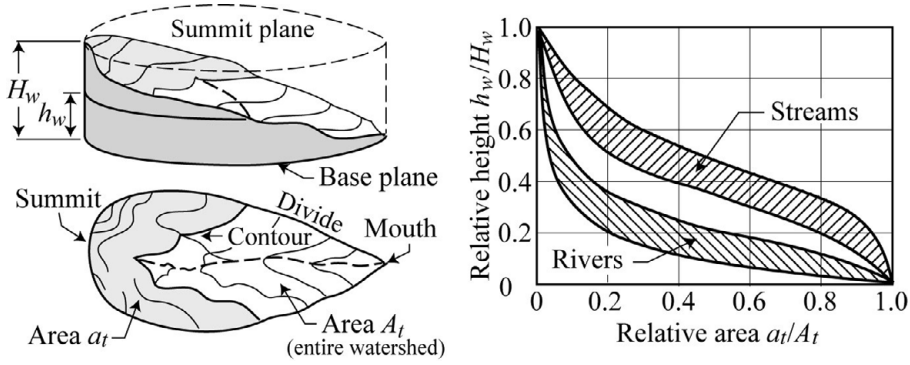 Summit plane
H_w
h_w
Base plane
Summit
Divide
Contour
Mouth
Area a_t
Area A_t
(entire watershed)
Relative height h_w/H_w
1.0
0.8
0.6
0.4
0.2
0
Streams
Rivers
0 0.2 0.4 0.6 0.8 1.0
Relative area a_t/A_t